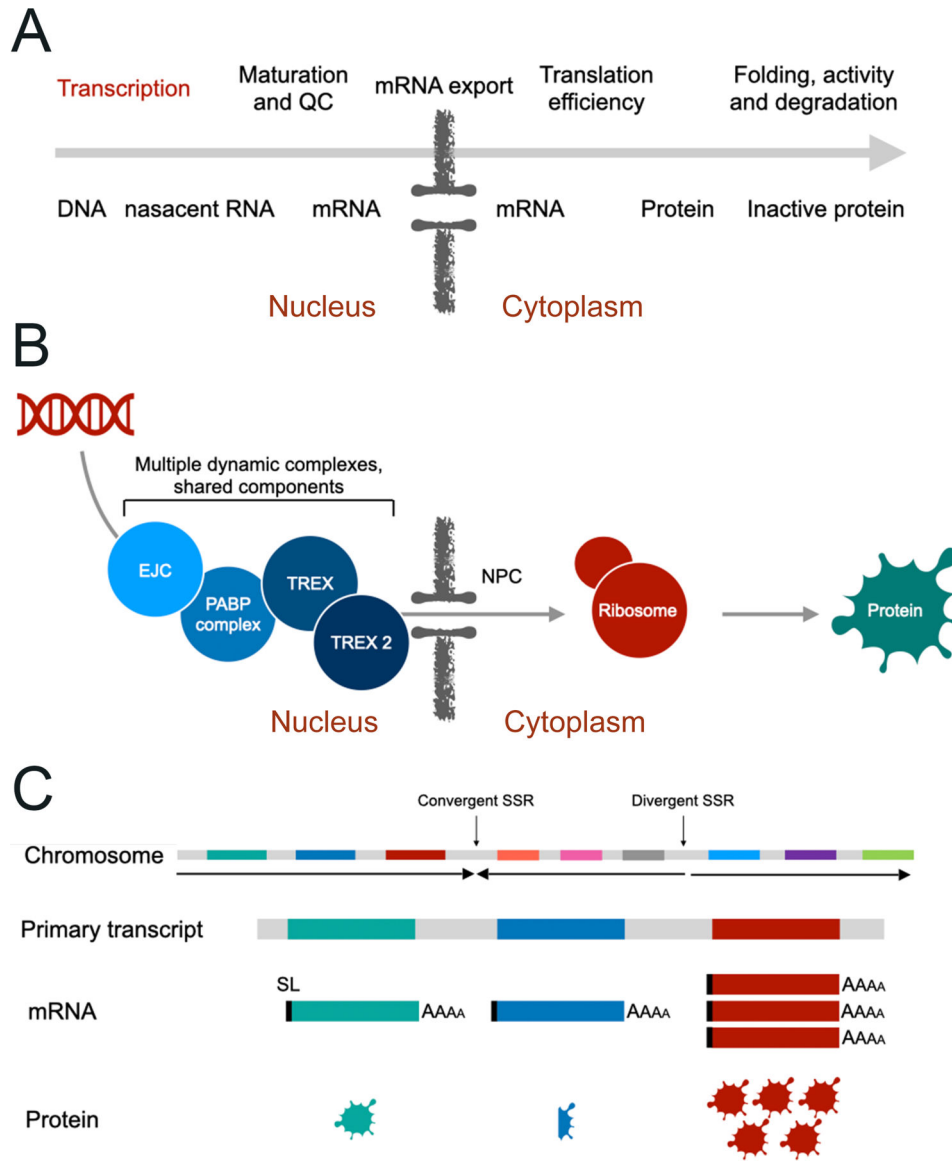 A
Transcription
Maturation
and QC
mRNA export
Translation
efficiency
Folding, activity
and degradation
DNA
nasacent RNA
mRNA
mRNA
Protein
Inactive protein
Nucleus
Cytoplasm
B
Multiple dynamic complexes,
shared components
EJC
PABP
complex
TREX
TREX 2
NPC
Ribosome
Protein
Nucleus
Cytoplasm
C
Convergent SSR
Divergent SSR
Chromosome
Primary transcript
SL
mRNA
AAAA
AAAA
AAAA
AAAA
AAAA
Protein